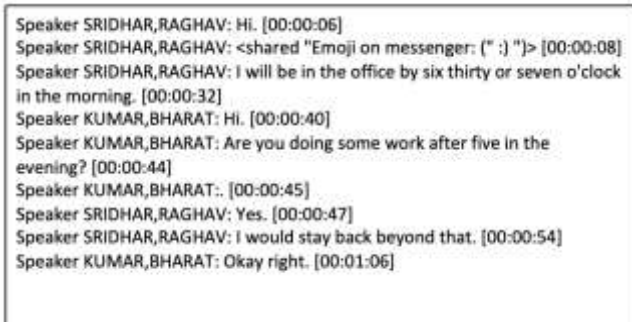 Speaker SRIDHAR,RAGHAV: Hi. [00:00:06]
Speaker SRIDHAR,RAGHAV: <shared "Emoji on messenger: (" :) ")> [00:00:08]
Speaker SRIDHAR,RAGHAV: I will be in the office by six thirty or seven o'clock
in the morning. [00:00:32]
Speaker KUMAR,BHARAT: Hi. [00:00:40]
Speaker KUMAR,BHARAT: Are you doing some work after five in the
evening? [00:00:44]
Speaker KUMAR,BHARAT:. [00:00:45]
Speaker SRIDHAR,RAGHAV: Yes. [00:00:47]
Speaker SRIDHAR,RAGHAV: I would stay back beyond that. [00:00:54]
Speaker KUMAR,BHARAT: Okay right. [00:01:06]